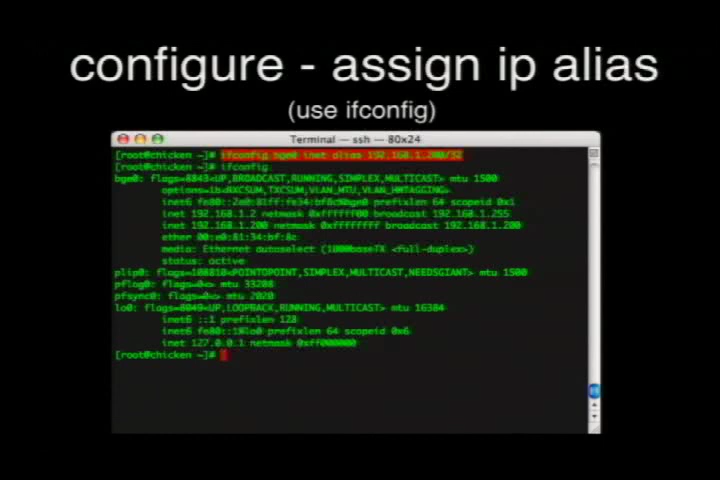 configure - assign ip alias
(use ifconfig)
Terminal — ssh — 80x24
[root@chicken ~]# ifconfig bge0 inet alias 192.168.1.200/32
[root@chicken ~]# ifconfig
bge0: flags=8843<UP,BROADCAST,RUNNING,SIMPLEX,MULTICAST> mtu 1500
options=1b<RXCSUM,TXCSUM,VLAN_MTU,VLAN_HWTAGGING>
inet6 fe80::2e0:81ff:fe34:bf8c%bge0 prefixlen 64 scopeid 0x1
inet 192.168.1.2 netmask 0xffffff00 broadcast 192.168.1.255
inet 192.168.1.200 netmask 0xffffffff broadcast 192.168.1.200
ether 00:e0:81:34:bf:8c
media: Ethernet autoselect (1000baseTX <full-duplex>)
status: active
plip0: flags=108810<POINTOPOINT,SIMPLEX,MULTICAST,NEEDSGIANT> mtu 1500
pflog0: flags=0<> mtu 33208
pfsync0: flags=0<> mtu 2020
lo0: flags=8049<UP,LOOPBACK,RUNNING,MULTICAST> mtu 16384
inet6 ::1 prefixlen 128
inet6 fe80::1%lo0 prefixlen 64 scopeid 0x6
inet 127.0.0.1 netmask 0xff000000
[root@chicken ~]#